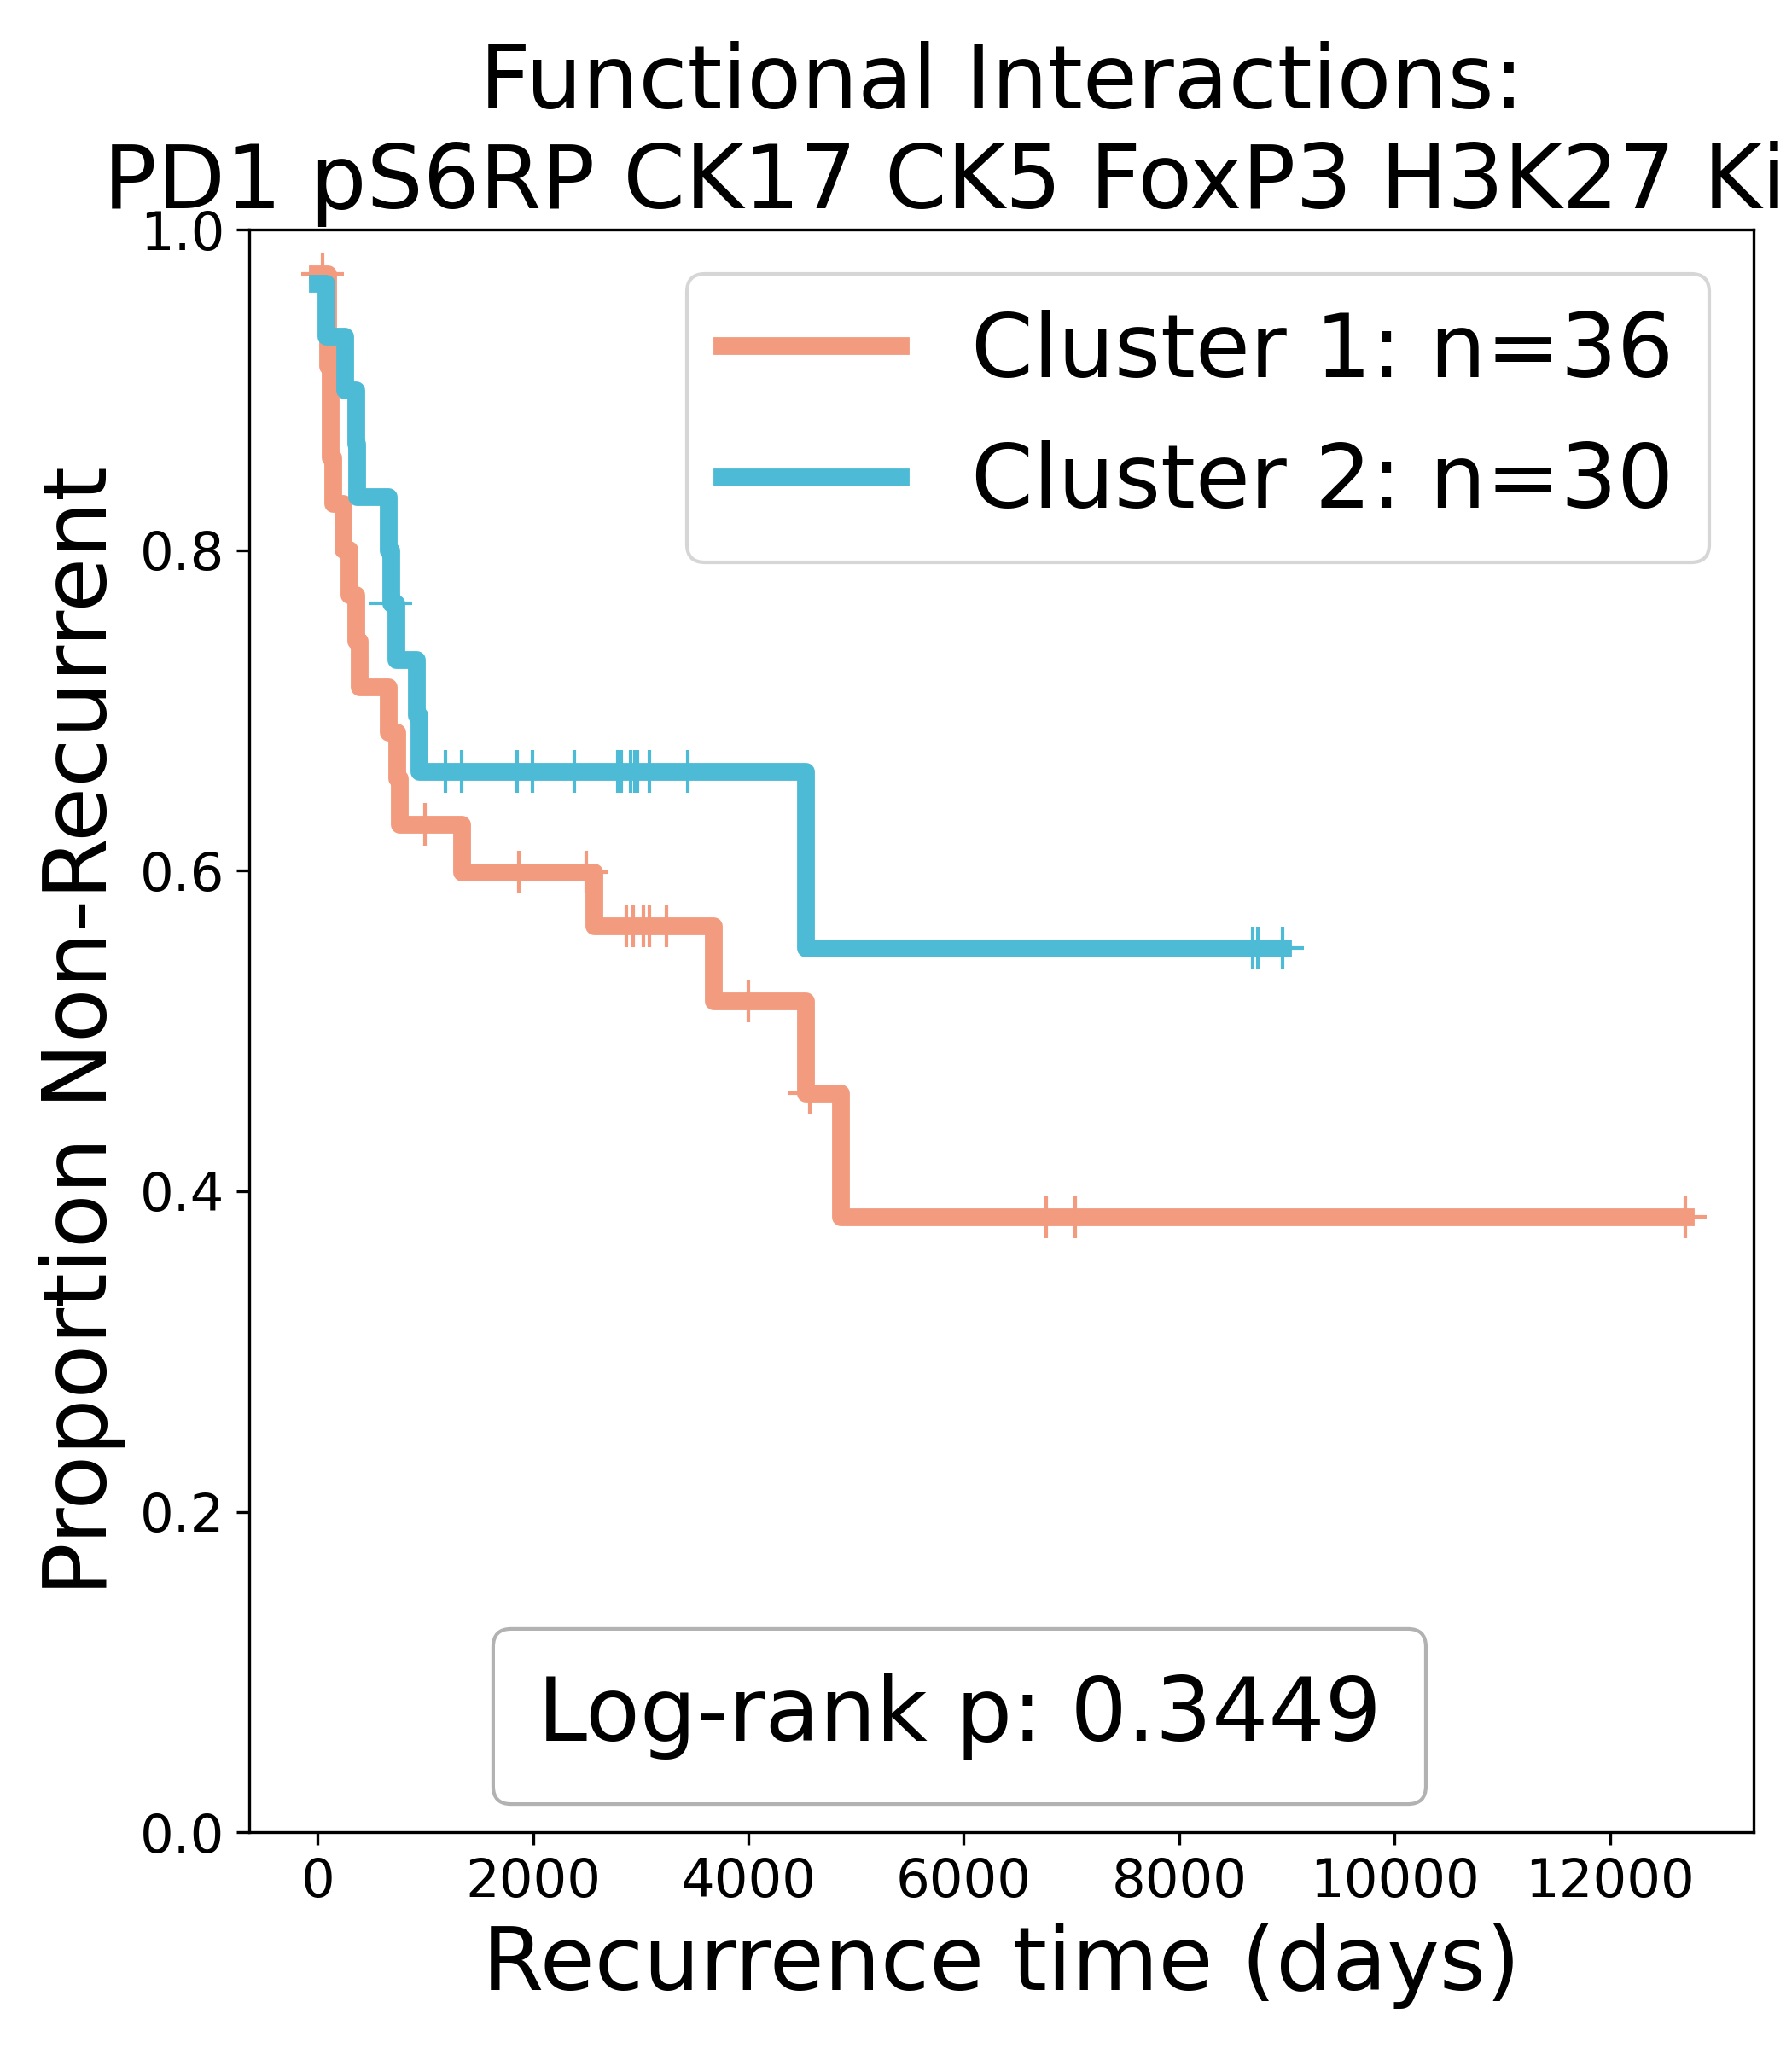 Functional Interactions:
PD1 pS6RP CK17 CK5 FoxP3 H3K27 Ki
Cluster 1: n=36
Cluster 2: n=30
Proportion Non-Recurrent
1.0
0.8
0.6
0.4
0.2
0.0
Log-rank p: 0.3449
0 2000 4000 6000 8000 10000 12000
Recurrence time (days)